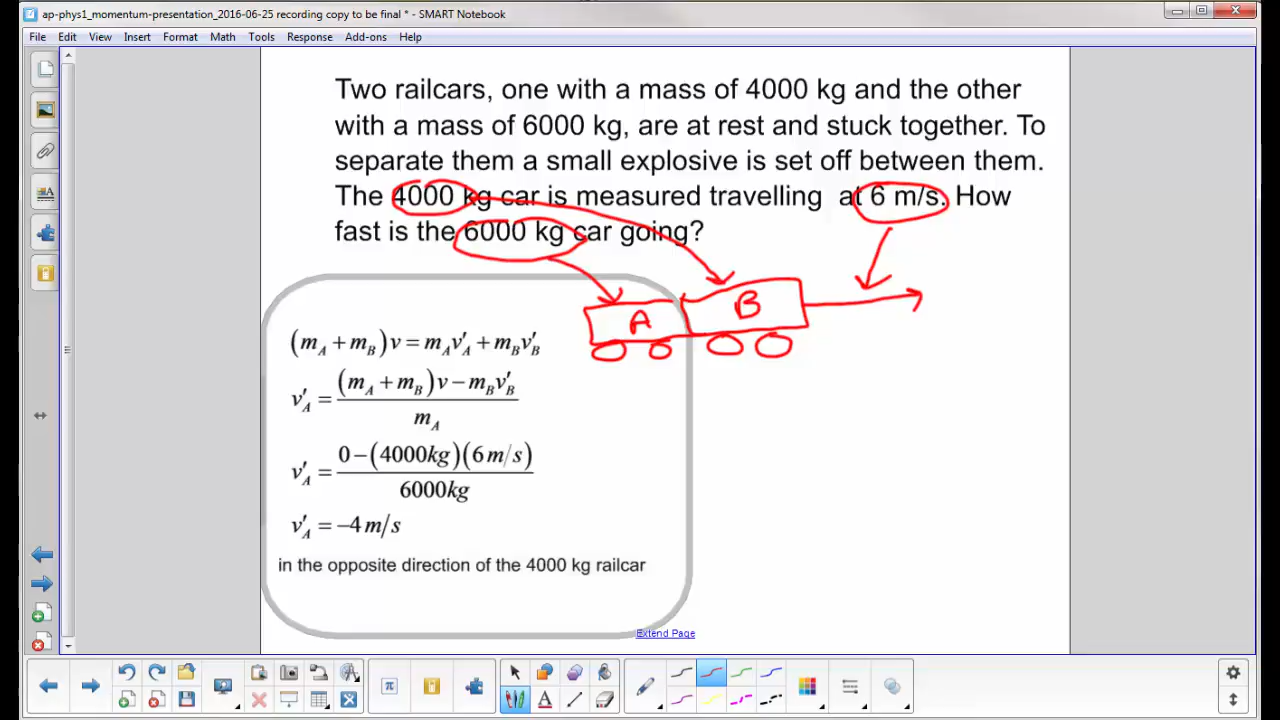 ap-phys1_momentum-presentation_2016-06-25 recording copy to be final * - SMART Notebook
File Edit View Insert Format Math Tools Response Add-ons Help
Two railcars, one with a mass of 4000 kg and the other
with a mass of 6000 kg, are at rest and stuck together. To
separate them a small explosive is set off between them.
The 4000 kg car is measured travelling at 6 m/s. How
fast is the 6000 kg car going?
A B
(m_A + m_B)v = m_A v'_A + m_B v'_B
v'_A = ((m_A + m_B)v − m_B v'_B) / m_A
v'_A = (0 − (4000kg)(6 m/s)) / 6000kg
v'_A = −4 m/s
in the opposite direction of the 4000 kg railcar
Extend Page